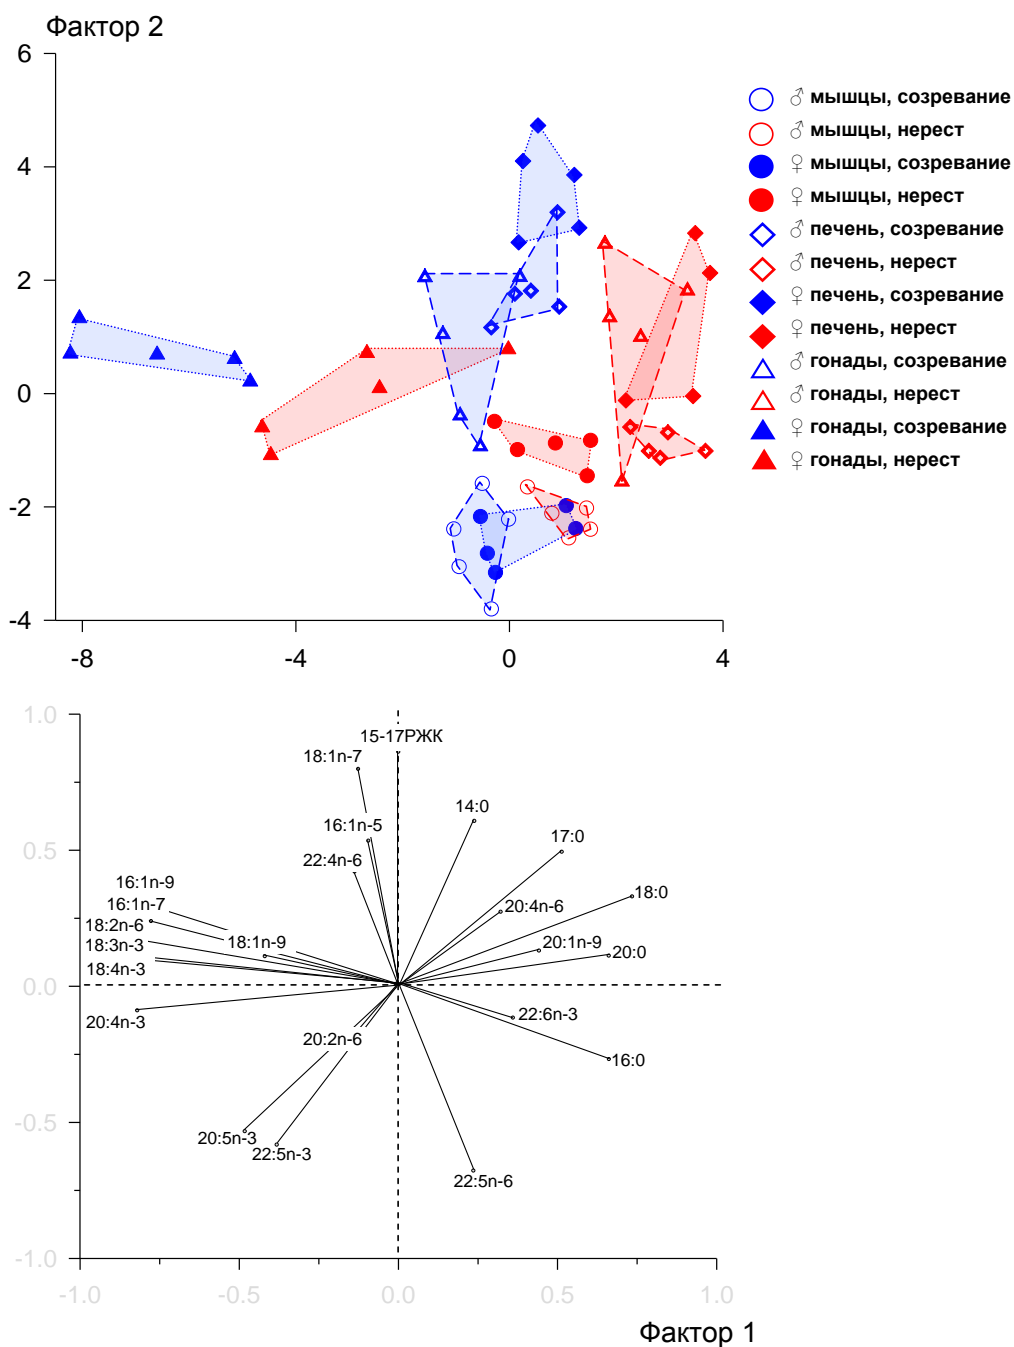 Фактор 2
6
4
2
0
-2
-4
-8
-4
0
4
♂ мышцы, созревание
♂ мышцы, нерест
♀ мышцы, созревание
♀ мышцы, нерест
♂ печень, созревание
♂ печень, нерест
♀ печень, созревание
♀ печень, нерест
♂ гонады, созревание
♂ гонады, нерест
♀ гонады, созревание
♀ гонады, нерест
1.0
0.5
0.0
-0.5
-1.0
15-17РЖК
18:1n-7
14:0
16:1n-5
17:0
22:4n-6
16:1n-9
18:0
16:1n-7
20:4n-6
18:2n-6
18:1n-9
20:1n-9
18:3n-3
20:0
18:4n-3
22:6n-3
20:4n-3
20:2n-6
16:0
20:5n-3
22:5n-3
22:5n-6
-1.0
-0.5
0.0
0.5
1.0
Фактор 1